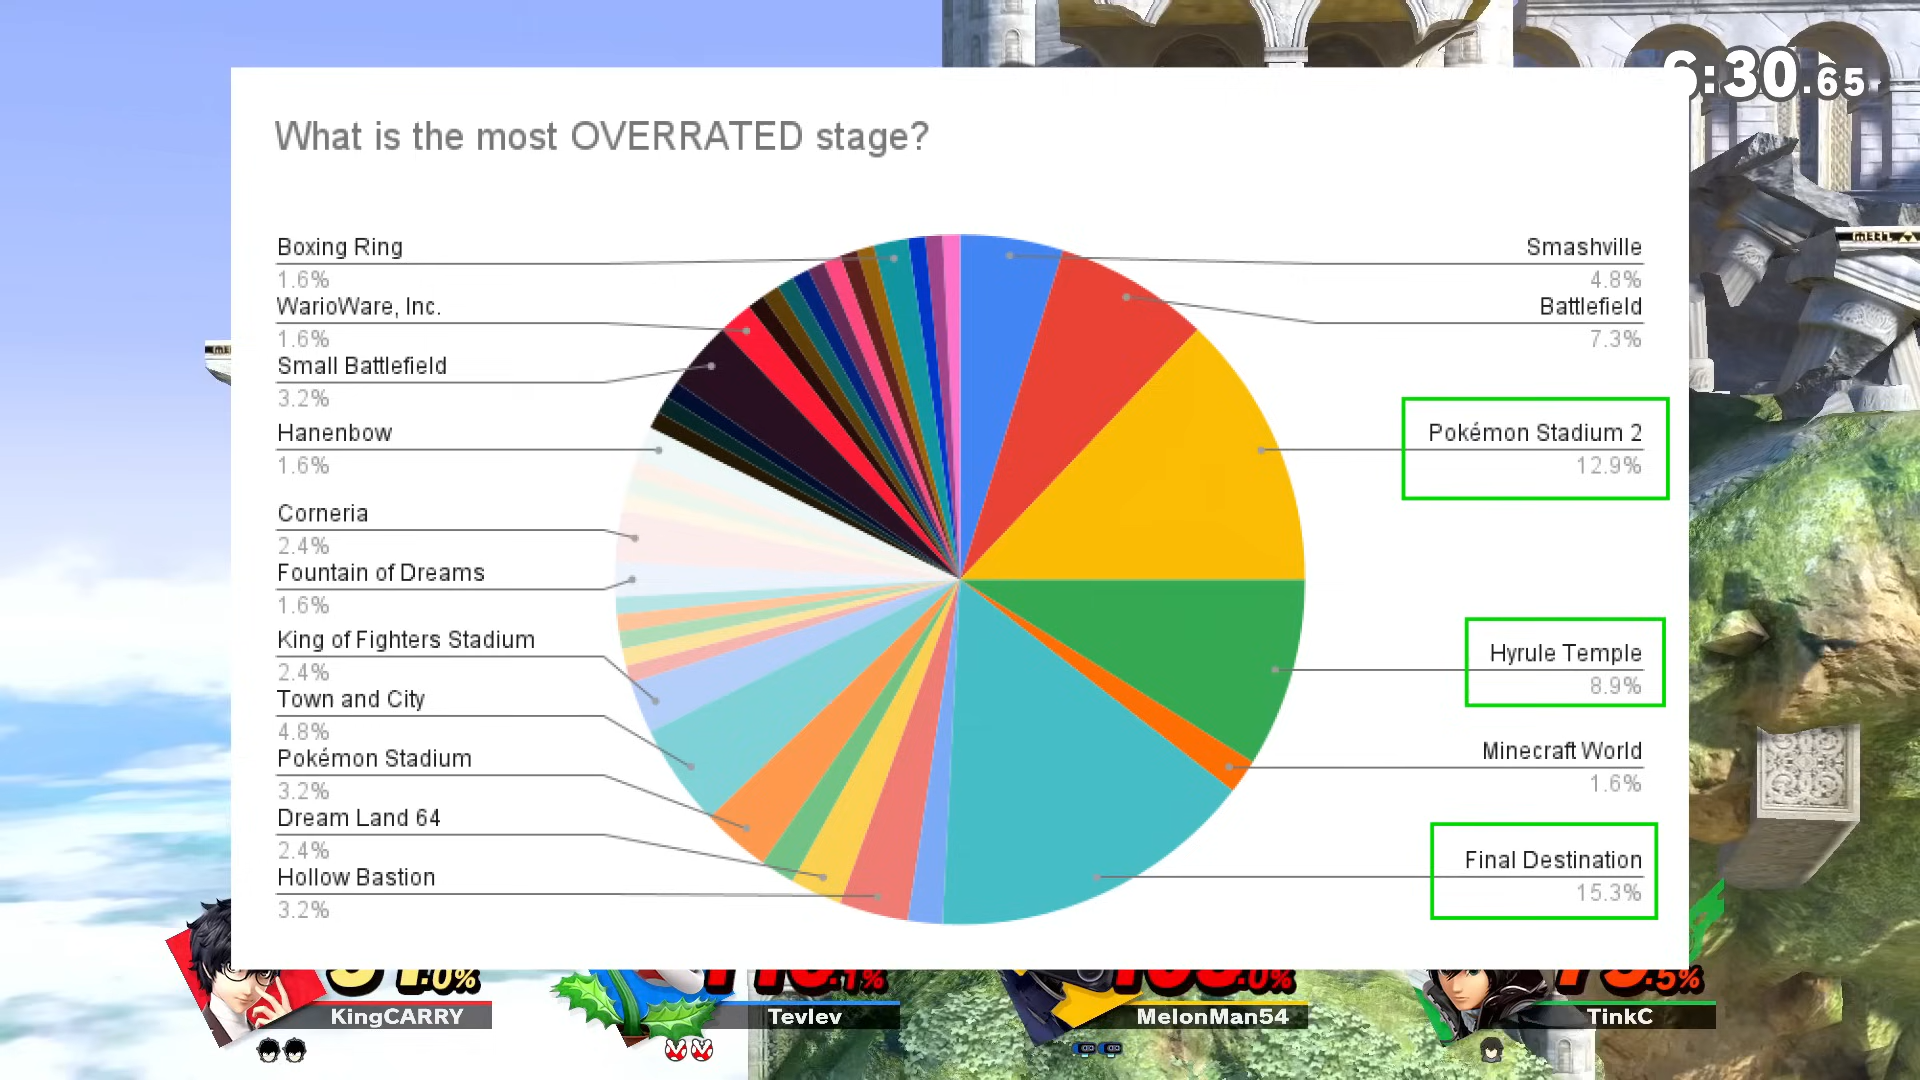 6:30.65
What is the most OVERRATED stage?
Boxing Ring
1.6%
WarioWare, Inc.
1.6%
Small Battlefield
3.2%
Hanenbow
1.6%
Corneria
2.4%
Fountain of Dreams
1.6%
King of Fighters Stadium
2.4%
Town and City
4.8%
Pokémon Stadium
3.2%
Dream Land 64
2.4%
Hollow Bastion
3.2%
Smashville
4.8%
Battlefield
7.3%
Pokémon Stadium 2
12.9%
Hyrule Temple
8.9%
Minecraft World
1.6%
Final Destination
15.3%
KingCARRY
Tevlev
MelonMan54
TinkC